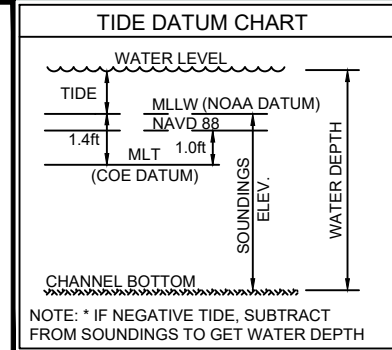 TIDE DATUM CHART
WATER LEVEL
TIDE
MLLW (NOAA DATUM)
NAVD 88
1.4ft
1.0ft
MLT
(COE DATUM)
SOUNDINGS
ELEV.
WATER DEPTH
CHANNEL BOTTOM
NOTE: * IF NEGATIVE TIDE, SUBTRACT
FROM SOUNDINGS TO GET WATER DEPTH